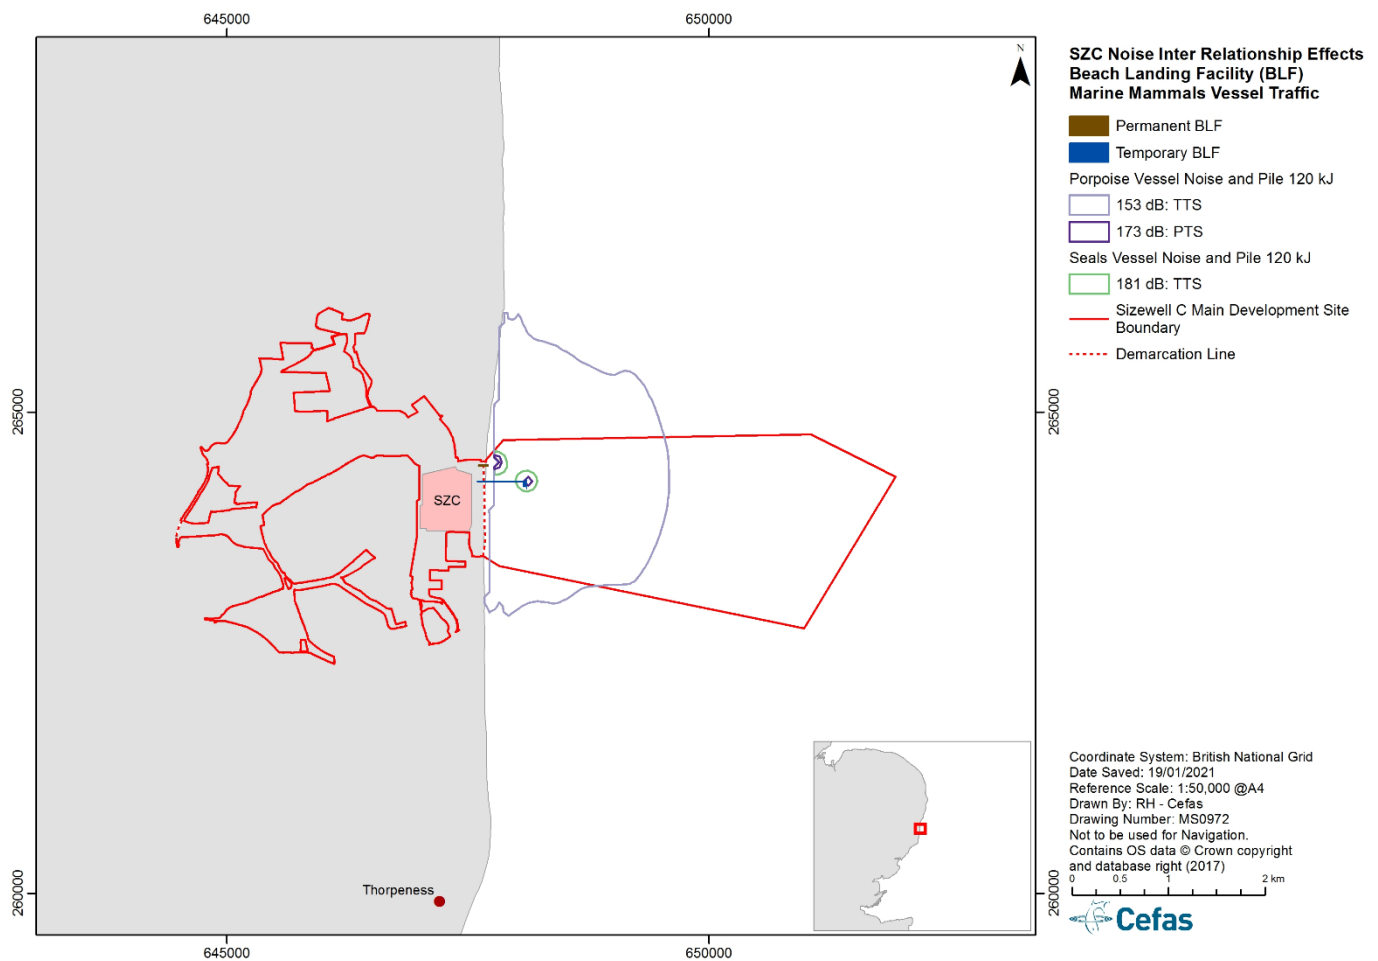 645000
650000
N
SZC Noise Inter Relationship Effects
Beach Landing Facility (BLF)
Marine Mammals Vessel Traffic
Permanent BLF
Temporary BLF
Porpoise Vessel Noise and Pile 120 kJ
153 dB: TTS
173 dB: PTS
Seals Vessel Noise and Pile 120 kJ
181 dB: TTS
Sizewell C Main Development Site
Boundary
Demarcation Line
265000
265000
SZC
Thorpeness
260000
260000
Coordinate System: British National Grid
Date Saved: 19/01/2021
Reference Scale: 1:50,000 @A4
Drawn By: RH - Cefas
Drawing Number: MS0972
Not to be used for Navigation.
Contains OS data © Crown copyright
and database right (2017)
0 0.5 1 2 km
Cefas
645000
650000